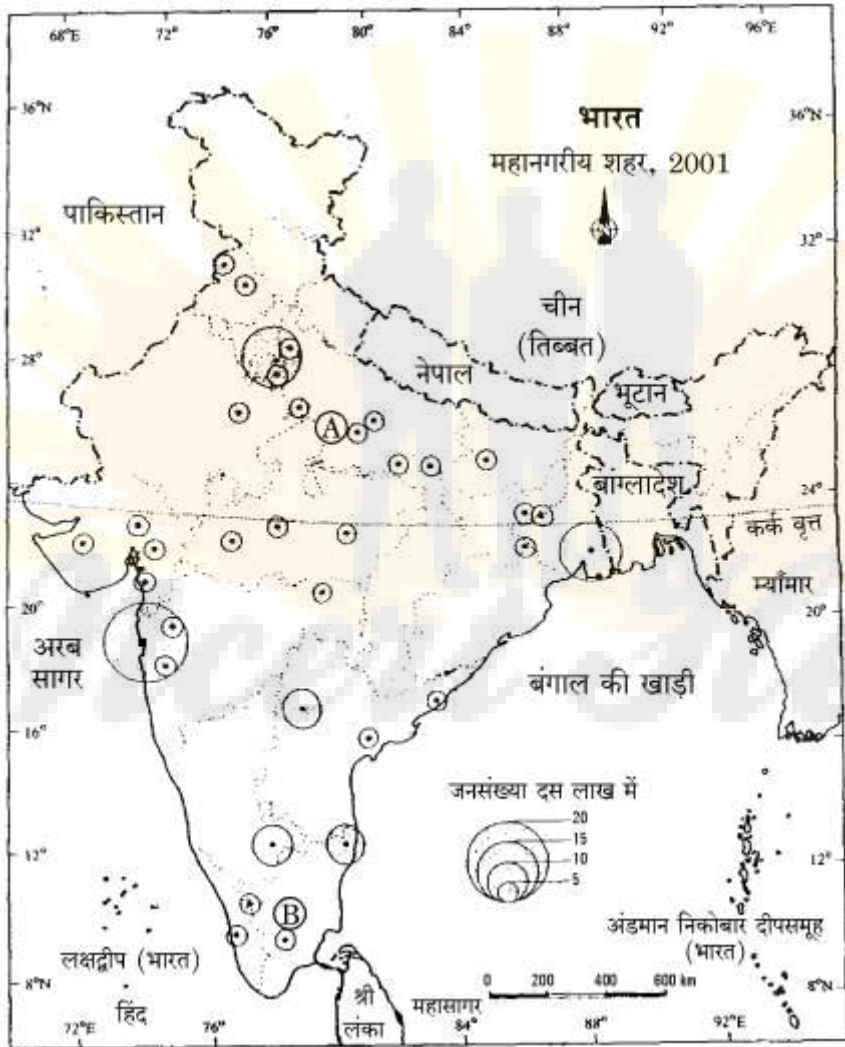 68°E 72° 76° 80° 84° 88° 92° 96°E
36°N 36°N
भारत
महानगरीय शहर, 2001
N
पाकिस्तान
32° 32°
चीन
(तिब्बत)
28° 28°
नेपाल
भूटान
A
बाग्लादेश
24° 24°
कर्क वृत्त
म्याँमार
20° 20°
अरब
सागर
बंगाल की खाड़ी
16° 16°
जनसंख्या दस लाख में
20
15
10
5
12° 12°
B
अंडमान निकोबार दीपसमूह
(भारत)
लक्षद्वीप (भारत)
0 200 400 600 km
8°N 8°N
हिंद
श्री
लंका
महासागर
72°E 76° 84° 88° 92°E